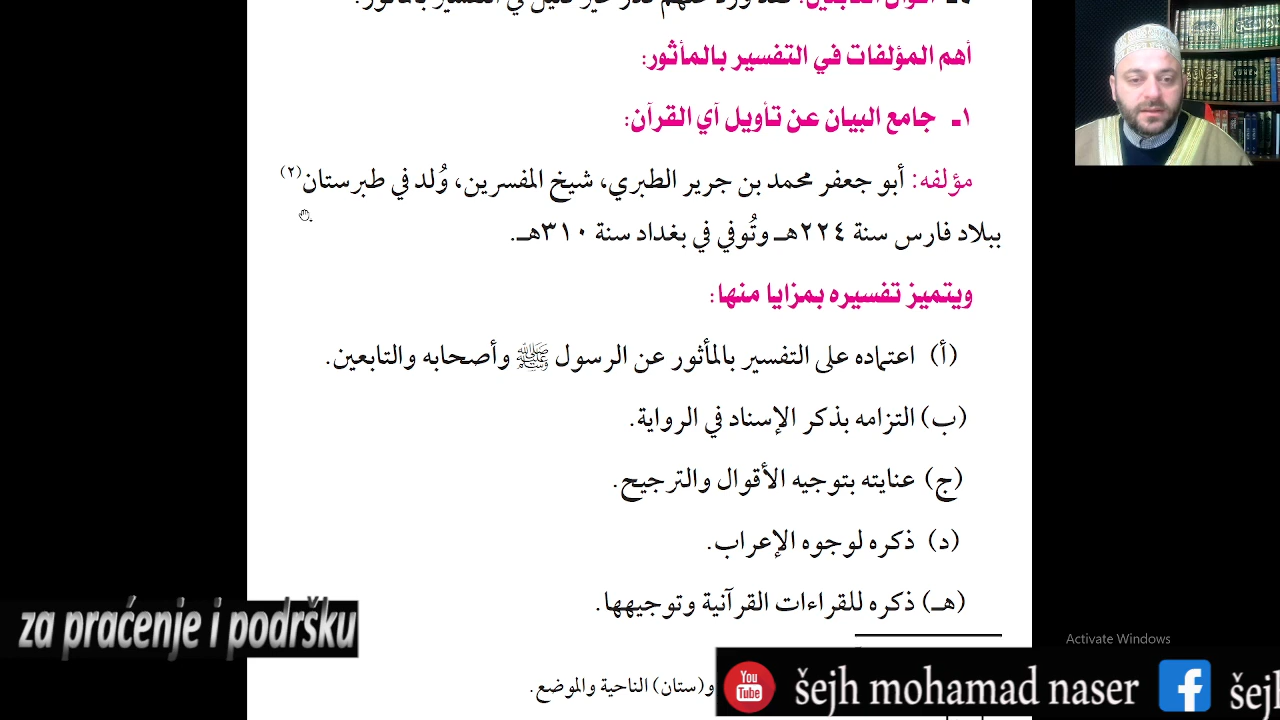 أهم المؤلفات في التفسير بالمأثور:
١ـ جامع البيان عن تأويل آي القرآن:
مؤلفه: أبو جعفر محمد بن جرير الطبري، شيخ المفسرين، وُلد في طبرستان(٢)
ببلاد فارس سنة ٢٢٤هـ وتُوفي في بغداد سنة ٣١٠هـ.
ويتميز تفسيره بمزايا منها:
(أ) اعتماده على التفسير بالمأثور عن الرسول ﷺ وأصحابه والتابعين.
(ب) التزامه بذكر الإسناد في الرواية.
(ج) عنايته بتوجيه الأقوال والترجيح.
(د) ذكره لوجوه الإعراب.
(هـ) ذكره للقراءات القرآنية وتوجيهها.
و(ستان) الناحية والموضع.
za praćenje i podršku
Activate Windows
You Tube šejh mohamad naser f šejh